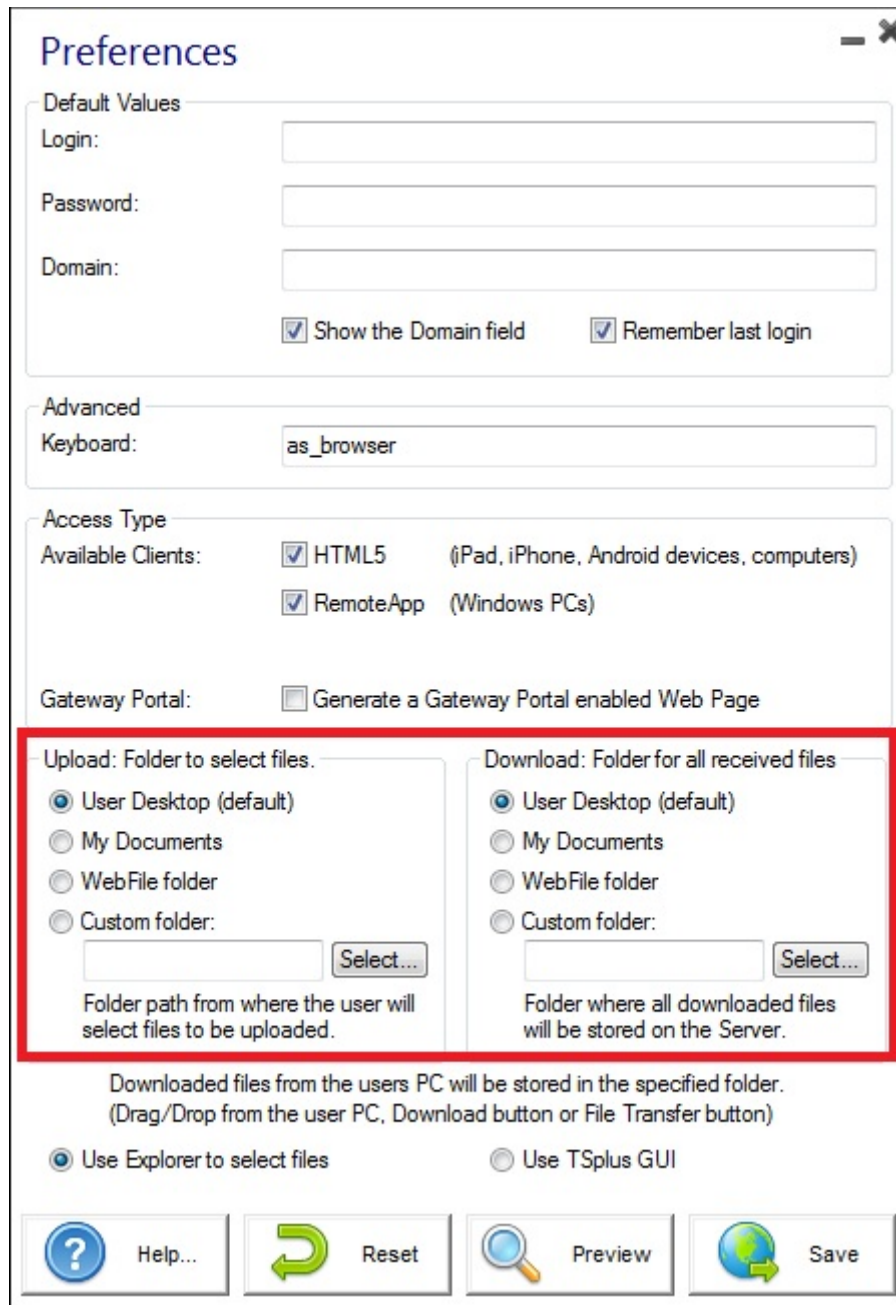 Preferences
Default Values
Login:
Password:
Domain:
Show the Domain field
Remember last login
Advanced
Keyboard:
as_browser
Access Type
Available Clients:
HTML5 (iPad, iPhone, Android devices, computers)
RemoteApp (Windows PCs)
Gateway Portal:
Generate a Gateway Portal enabled Web Page
Upload: Folder to select files.
User Desktop (default)
My Documents
WebFile folder
Custom folder:
Select...
Folder path from where the user will
select files to be uploaded.
Download: Folder for all received files
User Desktop (default)
My Documents
WebFile folder
Custom folder:
Select...
Folder where all downloaded files
will be stored on the Server.
Downloaded files from the users PC will be stored in the specified folder.
(Drag/Drop from the user PC, Download button or File Transfer button)
Use Explorer to select files
Use TSplus GUI
Help...
Reset
Preview
Save